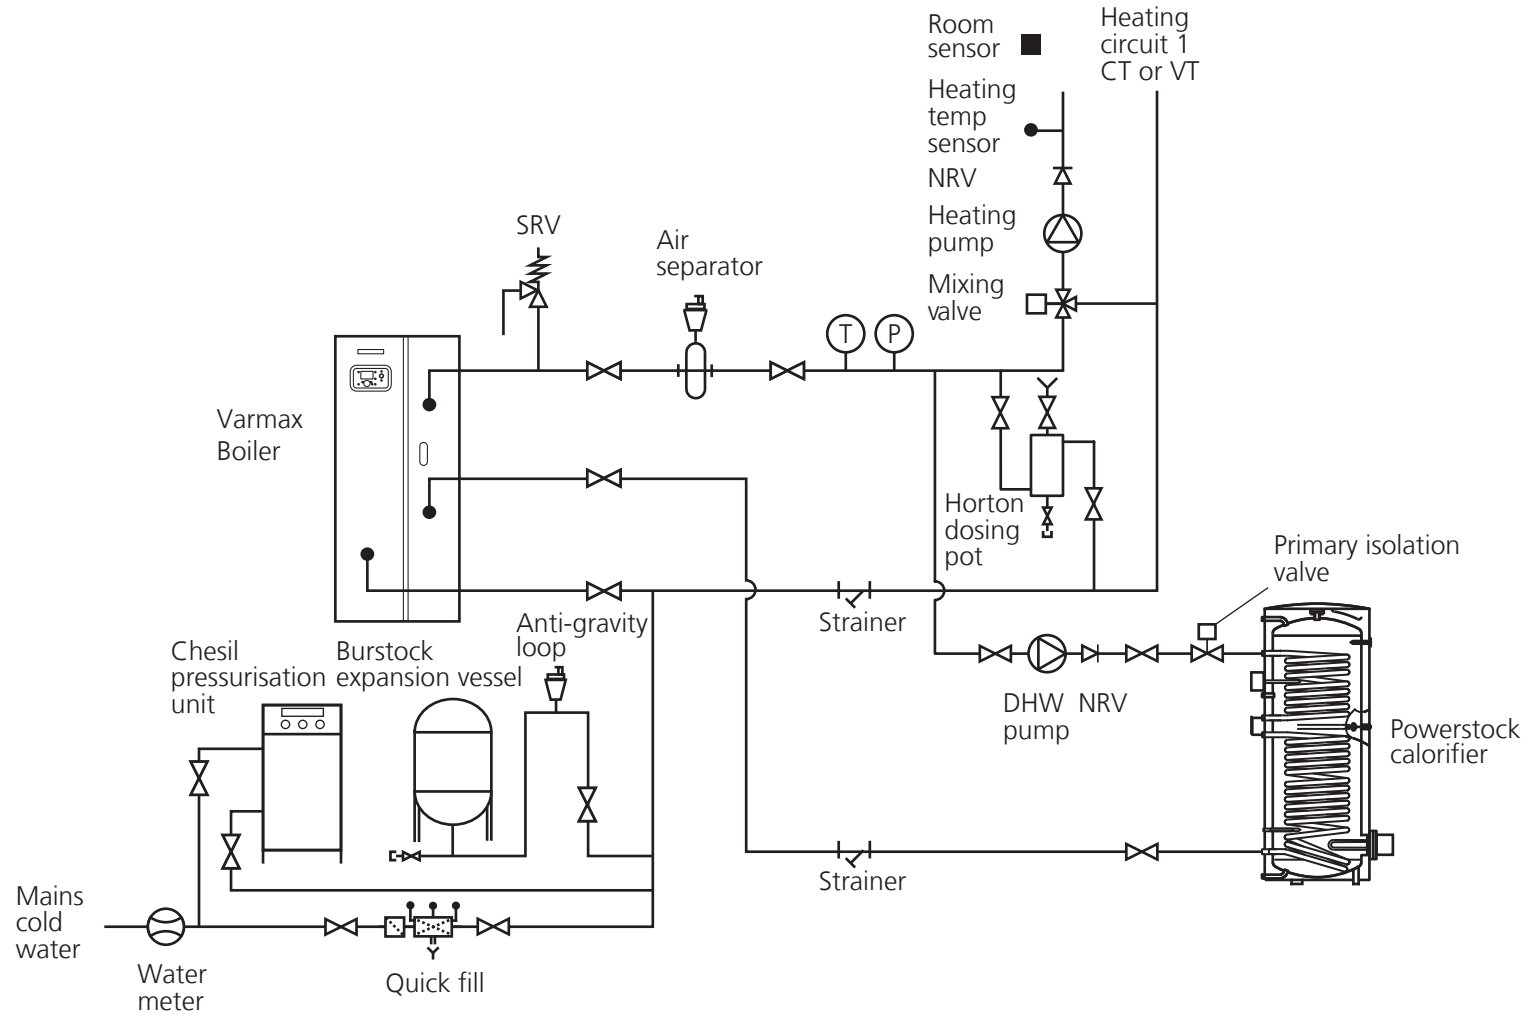 Room
sensor
Heating
circuit 1
CT or VT
Heating
temp
sensor
NRV
Heating
pump
Mixing
valve
SRV
Air
separator
T
P
Varmax
Boiler
Horton
dosing
pot
Primary isolation
valve
Strainer
Anti-gravity
loop
Chesil
pressurisation
unit
Burstock
expansion vessel
DHW
pump
NRV
Powerstock
calorifier
Strainer
Mains
cold
water
Water
meter
Quick fill